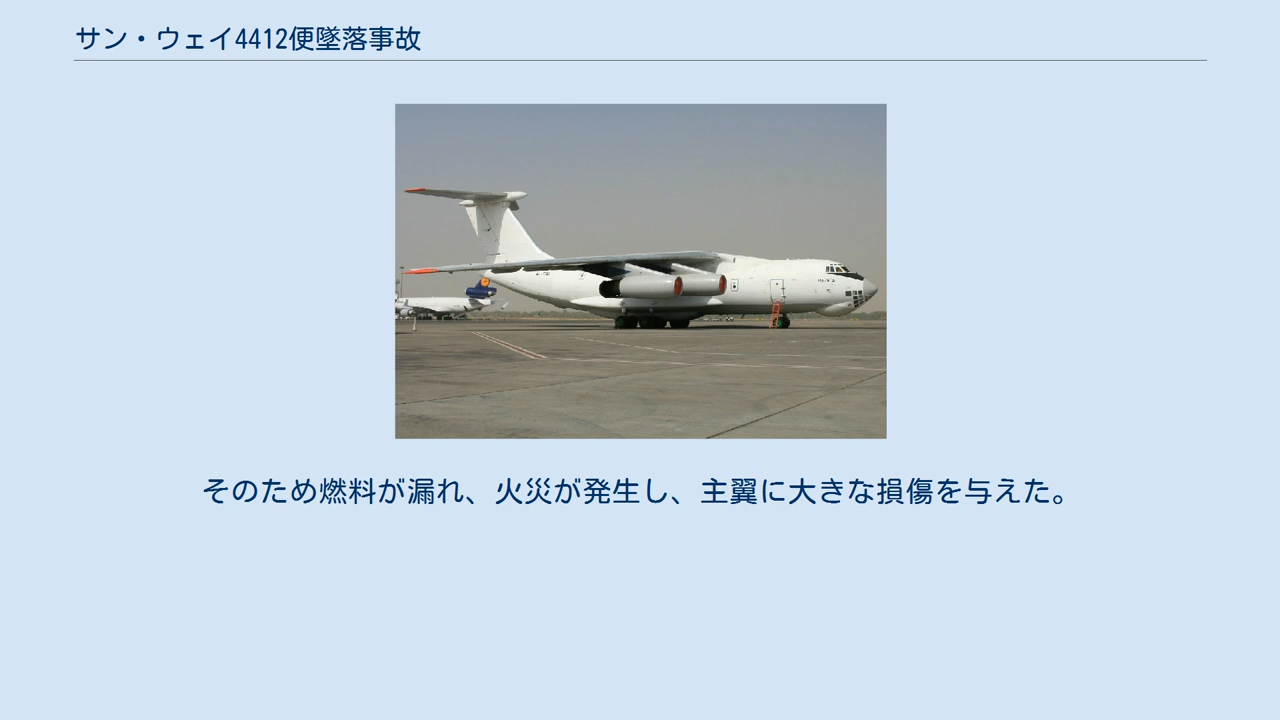 サン・ウェイ4412便墜落事故
そのため燃料が漏れ、火災が発生し、主翼に大きな損傷を与えた。